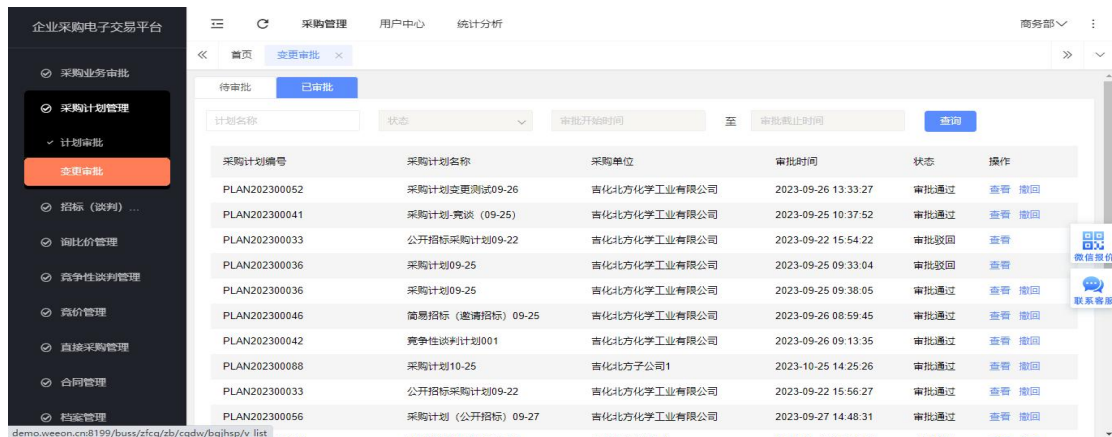 企业采购电子交易平台
采购管理 用户中心 统计分析 商务部
首页 变更审批
采购业务审批
采购计划管理
计划审批
变更审批
招标（谈判）...
询比价管理
竞争性谈判管理
竞价管理
直接采购管理
合同管理
档案管理
待审批 已审批
计划名称 状态 审批开始时间 至 审批截止时间 查询
采购计划编号 采购计划名称 采购单位 审批时间 状态 操作
PLAN202300052 采购计划变更测试09-26 吉化北方化学工业有限公司 2023-09-26 13:33:27 审批通过 查看 撤回
PLAN202300041 采购计划-竞谈（09-25） 吉化北方化学工业有限公司 2023-09-25 10:37:52 审批通过 查看 撤回
PLAN202300033 公开招标采购计划09-22 吉化北方化学工业有限公司 2023-09-22 15:54:22 审批驳回 查看
PLAN202300036 采购计划09-25 吉化北方化学工业有限公司 2023-09-25 09:33:04 审批驳回 查看
PLAN202300036 采购计划09-25 吉化北方化学工业有限公司 2023-09-25 09:38:05 审批通过 查看 撤回
PLAN202300046 简易招标（邀请招标）09-25 吉化北方化学工业有限公司 2023-09-26 08:59:45 审批通过 查看 撤回
PLAN202300042 竞争性谈判计划001 吉化北方化学工业有限公司 2023-09-26 09:13:35 审批通过 查看 撤回
PLAN202300088 采购计划10-25 吉化北方子公司1 2023-10-25 14:25:26 审批通过 查看 撤回
PLAN202300033 公开招标采购计划09-22 吉化北方化学工业有限公司 2023-09-22 15:56:27 审批通过 查看 撤回
PLAN202300056 采购计划（公开招标）09-27 吉化北方化学工业有限公司 2023-09-27 14:48:31 审批通过 查看 撤回
微信报价
联系客服
demo.weeon.cn:8199/buss/zfcg/zb/cgdw/bgjhsp/y_list